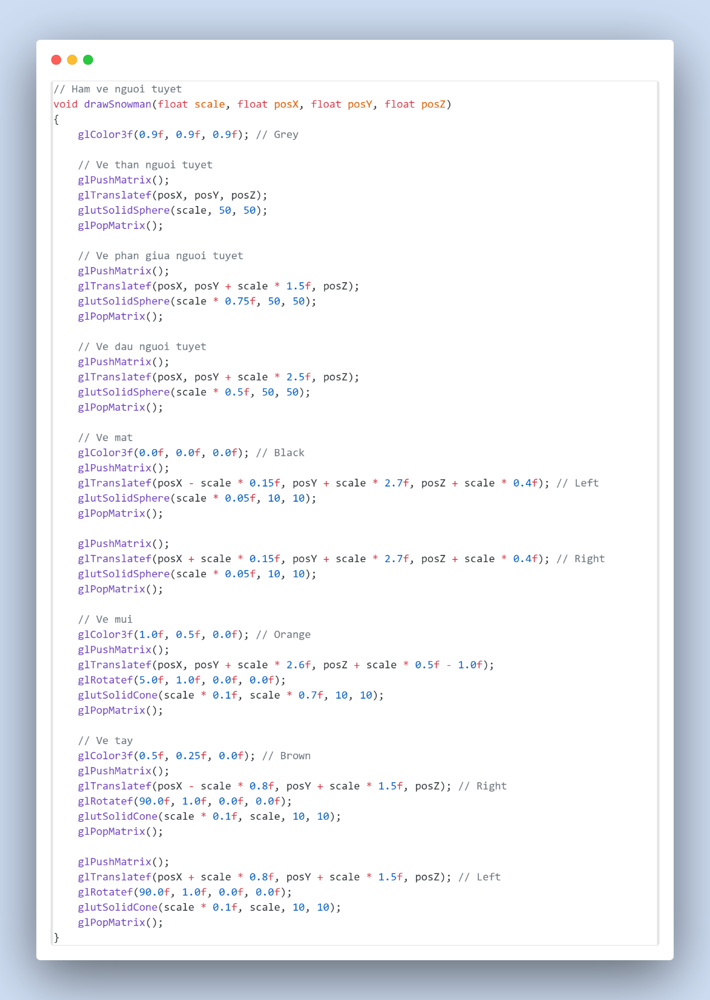 // Ham ve nguoi tuyet
void drawSnowman(float scale, float posX, float posY, float posZ)
{
    glColor3f(0.9f, 0.9f, 0.9f); // Grey

    // Ve than nguoi tuyet
    glPushMatrix();
    glTranslatef(posX, posY, posZ);
    glutSolidSphere(scale, 50, 50);
    glPopMatrix();

    // Ve phan giua nguoi tuyet
    glPushMatrix();
    glTranslatef(posX, posY + scale * 1.5f, posZ);
    glutSolidSphere(scale * 0.75f, 50, 50);
    glPopMatrix();

    // Ve dau nguoi tuyet
    glPushMatrix();
    glTranslatef(posX, posY + scale * 2.5f, posZ);
    glutSolidSphere(scale * 0.5f, 50, 50);
    glPopMatrix();

    // Ve mat
    glColor3f(0.0f, 0.0f, 0.0f); // Black
    glPushMatrix();
    glTranslatef(posX - scale * 0.15f, posY + scale * 2.7f, posZ + scale * 0.4f); // Left
    glutSolidSphere(scale * 0.05f, 10, 10);
    glPopMatrix();

    glPushMatrix();
    glTranslatef(posX + scale * 0.15f, posY + scale * 2.7f, posZ + scale * 0.4f); // Right
    glutSolidSphere(scale * 0.05f, 10, 10);
    glPopMatrix();

    // Ve mui
    glColor3f(1.0f, 0.5f, 0.0f); // Orange
    glPushMatrix();
    glTranslatef(posX, posY + scale * 2.6f, posZ + scale * 0.5f - 1.0f);
    glRotatef(5.0f, 1.0f, 0.0f, 0.0f);
    glutSolidCone(scale * 0.1f, scale * 0.7f, 10, 10);
    glPopMatrix();

    // Ve tay
    glColor3f(0.5f, 0.25f, 0.0f); // Brown
    glPushMatrix();
    glTranslatef(posX - scale * 0.8f, posY + scale * 1.5f, posZ); // Right
    glRotatef(90.0f, 1.0f, 0.0f, 0.0f);
    glutSolidCone(scale * 0.1f, scale, 10, 10);
    glPopMatrix();

    glPushMatrix();
    glTranslatef(posX + scale * 0.8f, posY + scale * 1.5f, posZ); // Left
    glRotatef(90.0f, 1.0f, 0.0f, 0.0f);
    glutSolidCone(scale * 0.1f, scale, 10, 10);
    glPopMatrix();
}